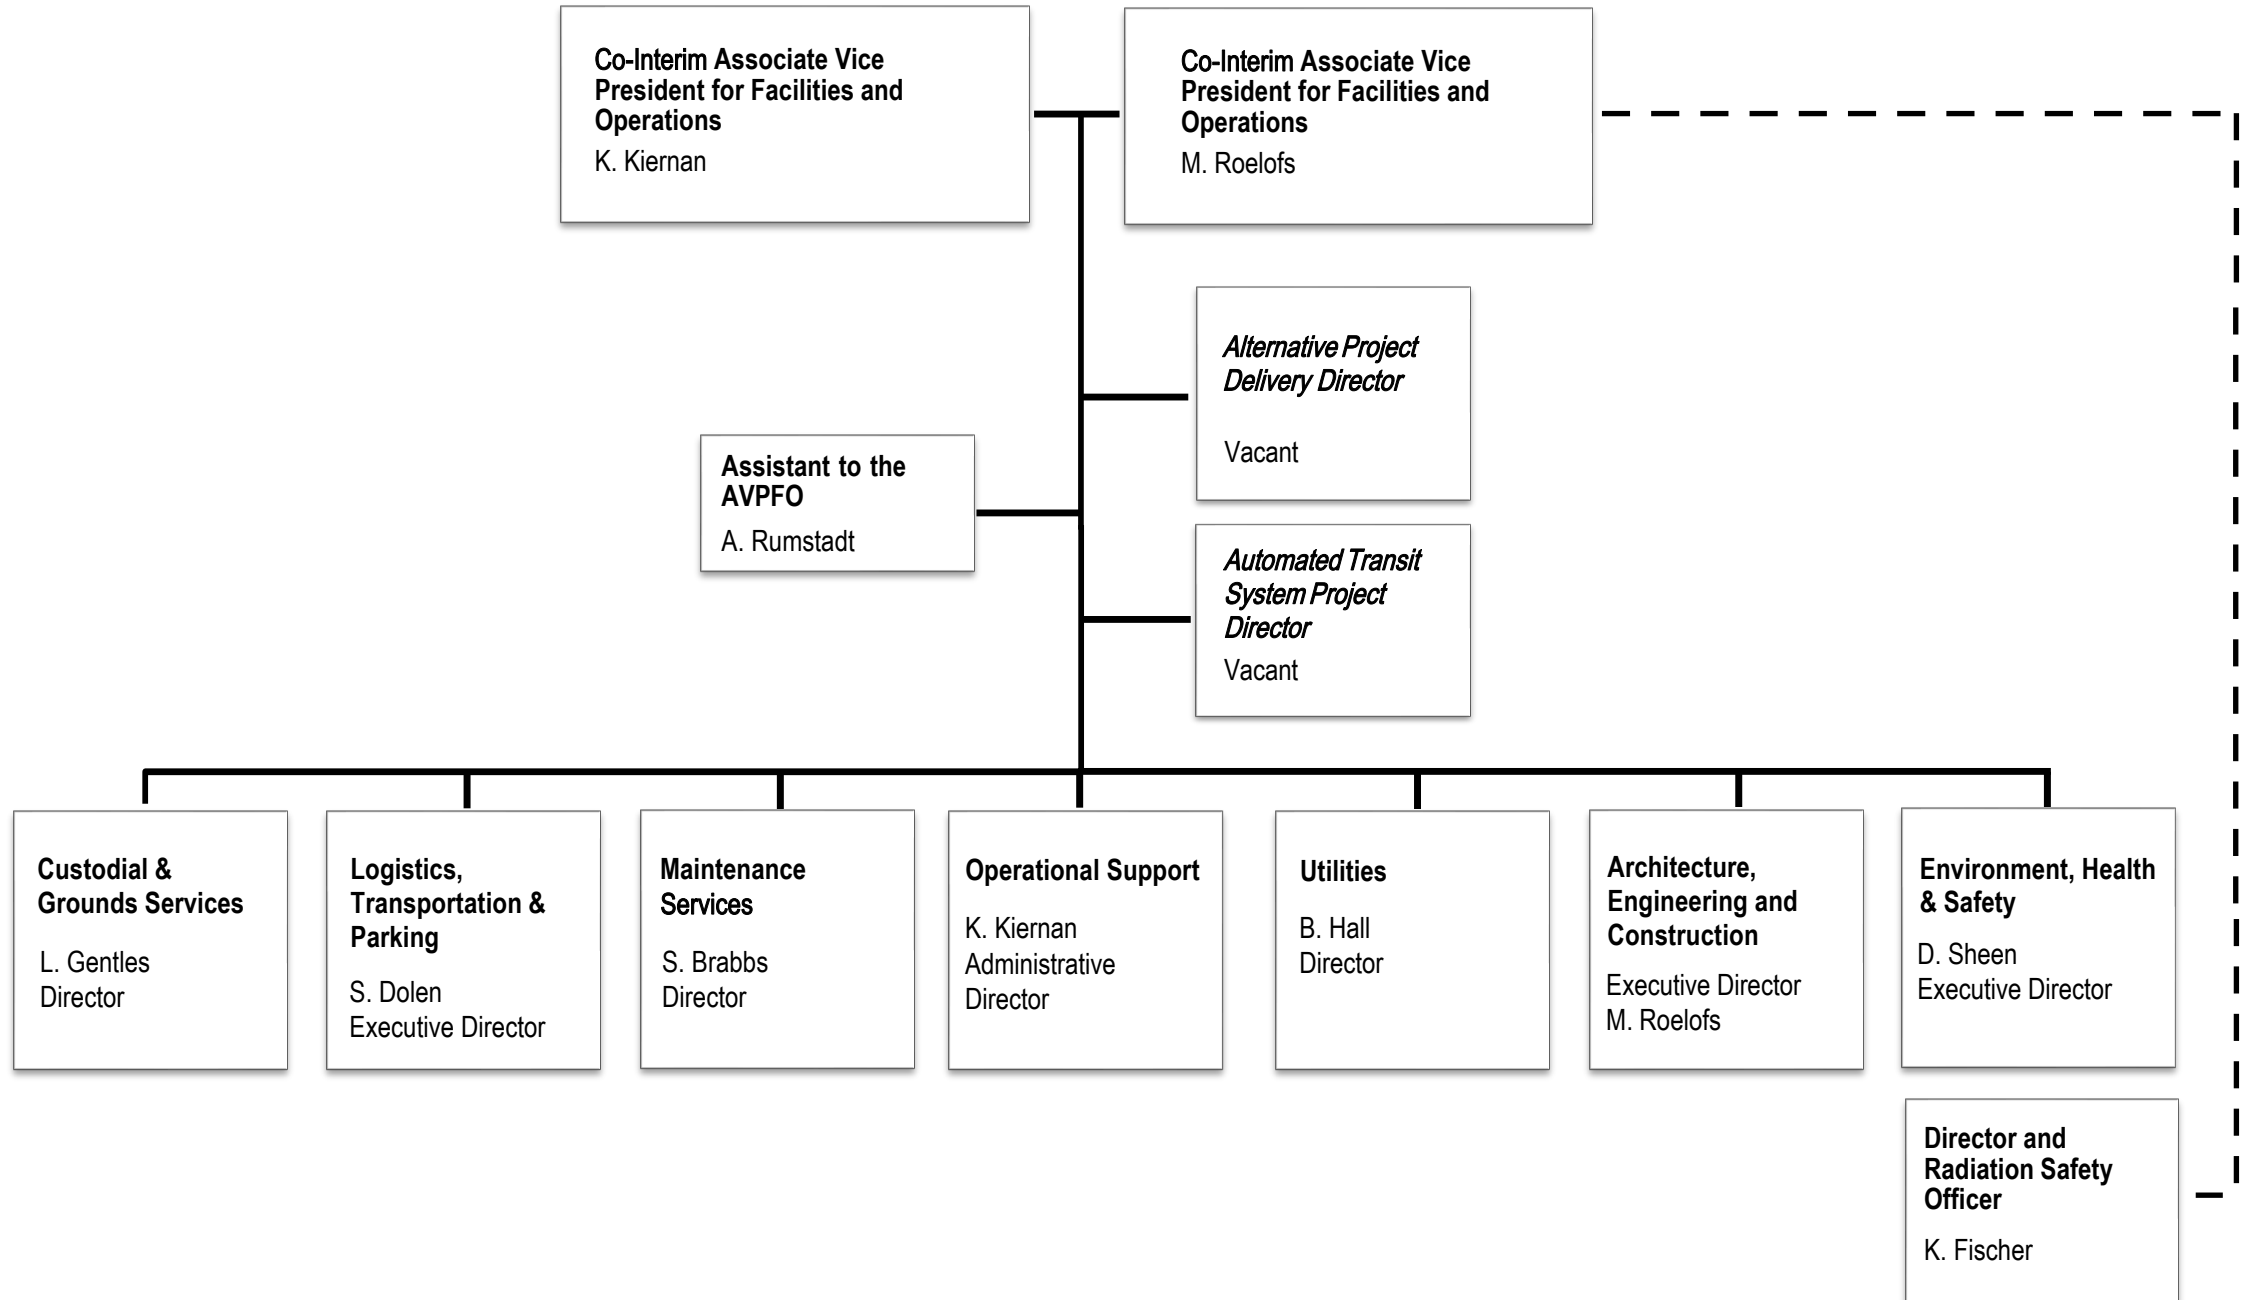 Co-Interim Associate Vice
President for Facilities and
Operations
K. Kiernan
Co-Interim Associate Vice
President for Facilities and
Operations
M. Roelofs
Alternative Project
Delivery Director
Vacant
Assistant to the
AVPFO
A. Rumstadt
Automated Transit
System Project
Director
Vacant
Custodial &
Grounds Services
L. Gentles
Director
Logistics,
Transportation &
Parking
S. Dolen
Executive Director
Maintenance
Services
S. Brabbs
Director
Operational Support
K. Kiernan
Administrative
Director
Utilities
B. Hall
Director
Architecture,
Engineering and
Construction
Executive Director
M. Roelofs
Environment, Health
& Safety
D. Sheen
Executive Director
Director and
Radiation Safety
Officer
K. Fischer